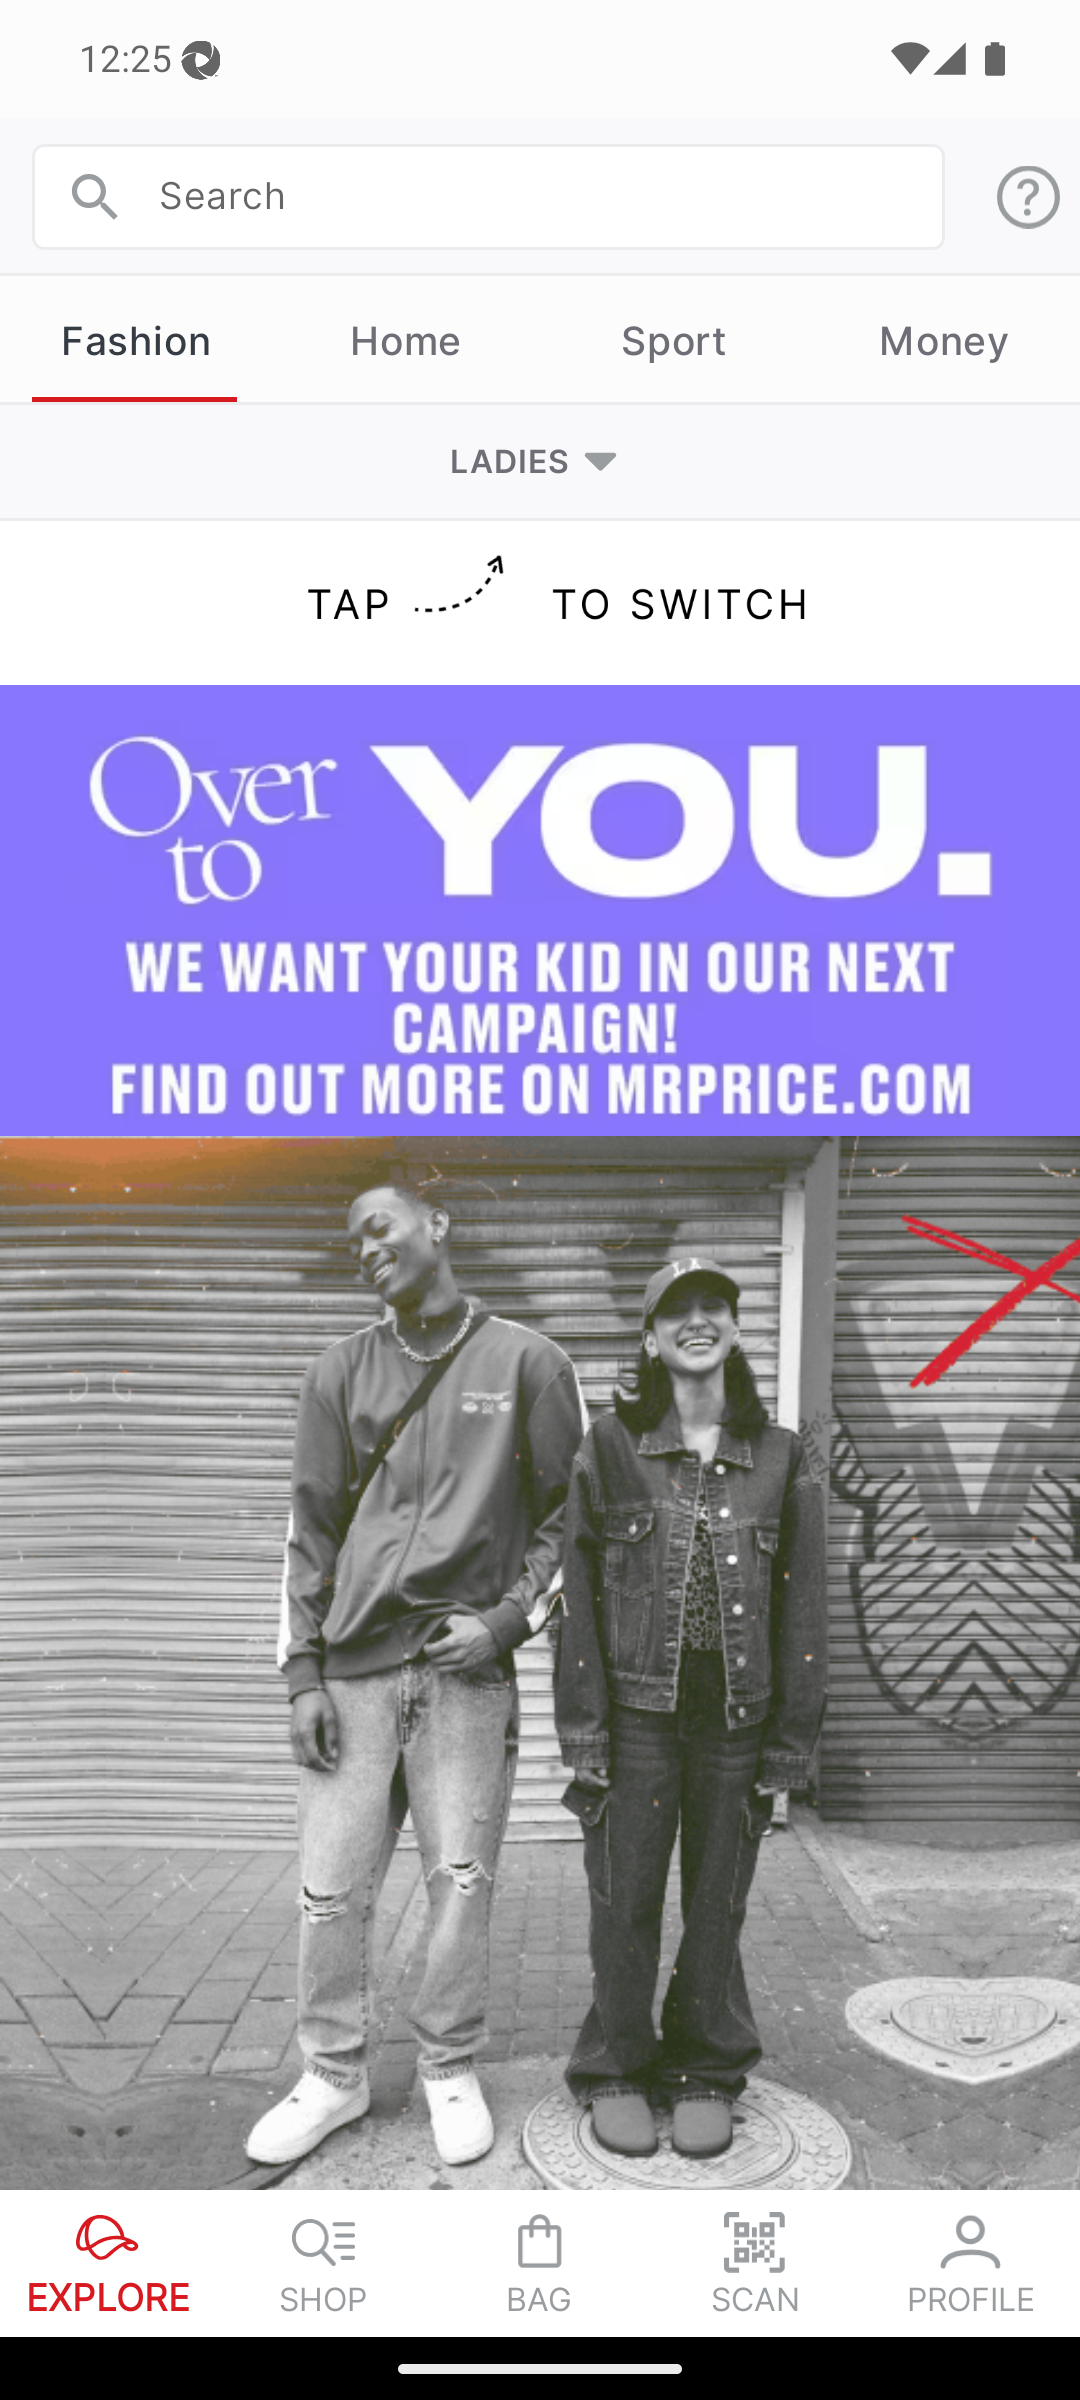 12:25
Search
?
Fashion Home Sport Money
LADIES
TAP TO SWITCH
Over to YOU.
WE WANT YOUR KID IN OUR NEXT
CAMPAIGN!
FIND OUT MORE ON MRPRICE.COM
LA
EXPLORE SHOP BAG SCAN PROFILE